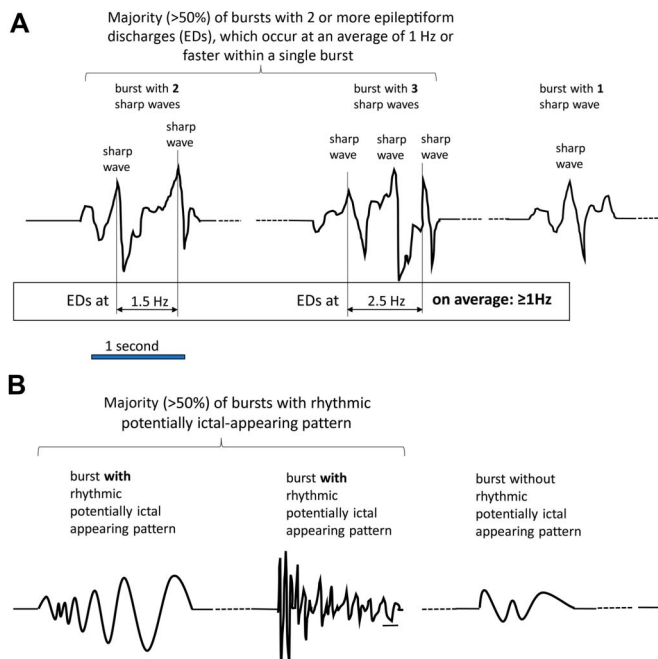 A
Majority (>50%) of bursts with 2 or more epileptiform
discharges (EDs), which occur at an average of 1 Hz or
faster within a single burst
burst with 2
sharp waves
burst with 3
sharp waves
burst with 1
sharp wave
sharp
wave
sharp
wave
sharp
wave
sharp
wave
sharp
wave
sharp
wave
EDs at
1.5 Hz
EDs at
2.5 Hz
on average: ≥1Hz
1 second
B
Majority (>50%) of bursts with rhythmic
potentially ictal-appearing pattern
burst with
rhythmic
potentially ictal
appearing pattern
burst with
rhythmic
potentially ictal
appearing pattern
burst without
rhythmic
potentially ictal
appearing pattern